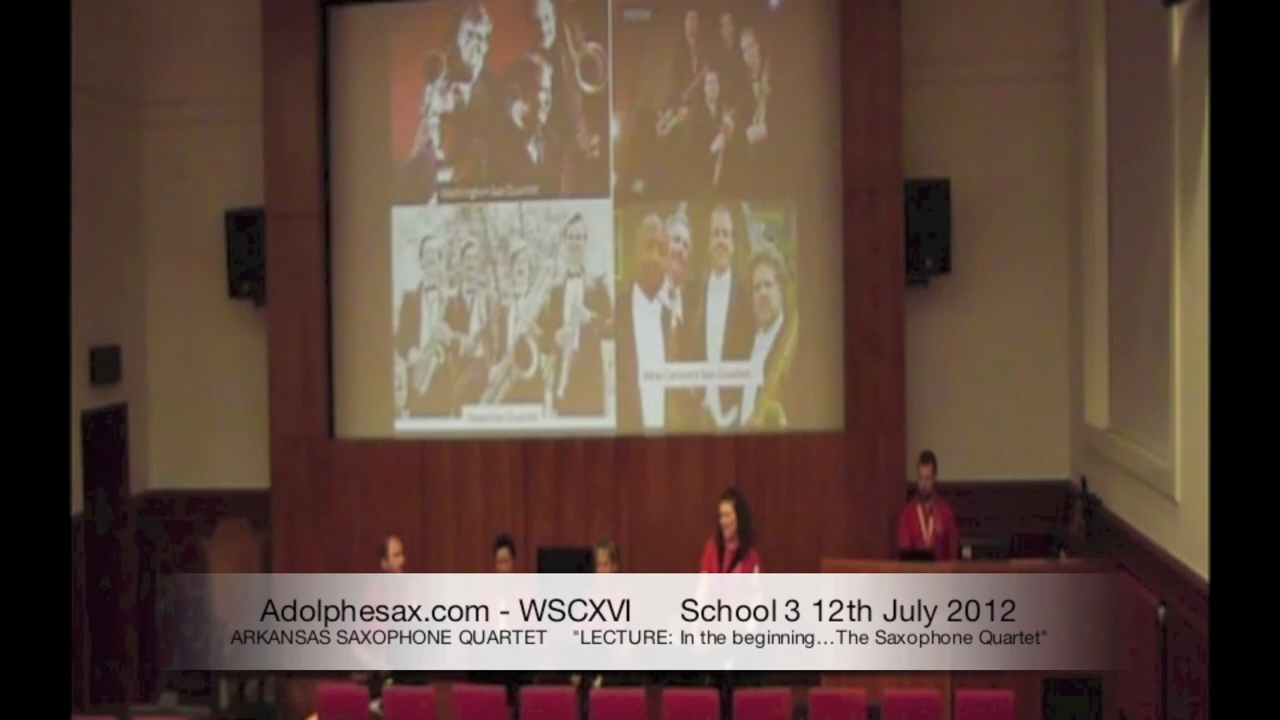 Adolphesax.com - WSCXVI School 3 12th July 2012
ARKANSAS SAXOPHONE QUARTET "LECTURE: In the beginning...The Saxophone Quartet"